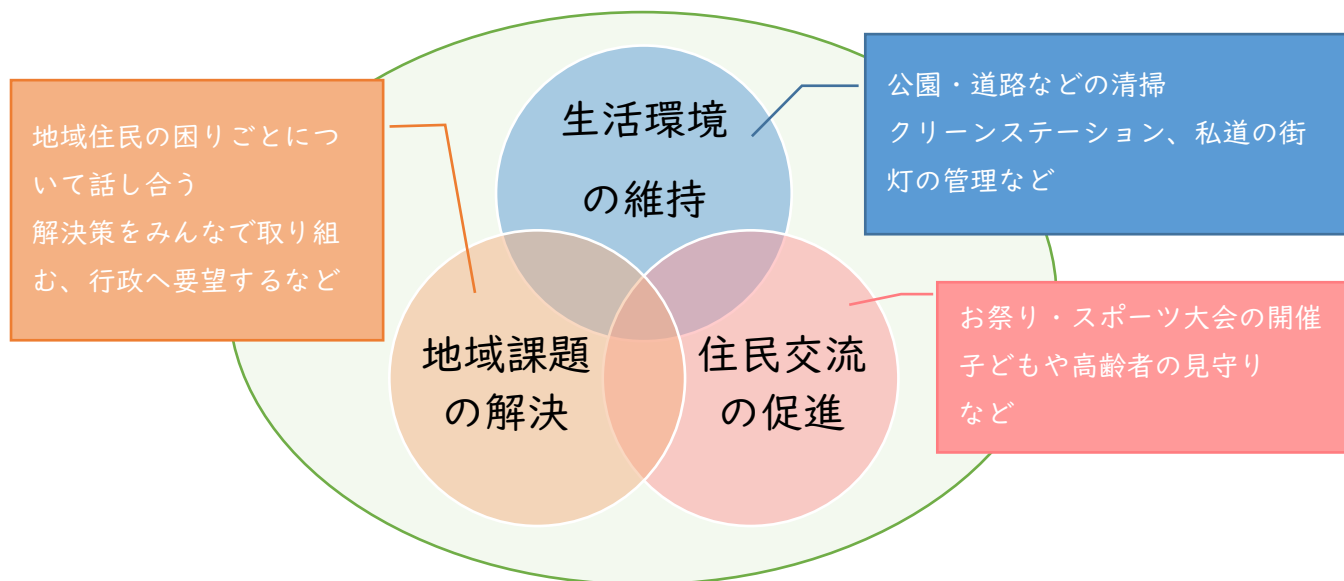 生活環境
の維持
公園・道路などの清掃
クリーンステーション、私道の街
灯の管理など
地域住民の困りごとにつ
いて話し合う
解決策をみんなで取り組
む、行政へ要望するなど
地域課題
の解決
住民交流
の促進
お祭り・スポーツ大会の開催
子どもや高齢者の見守り
など